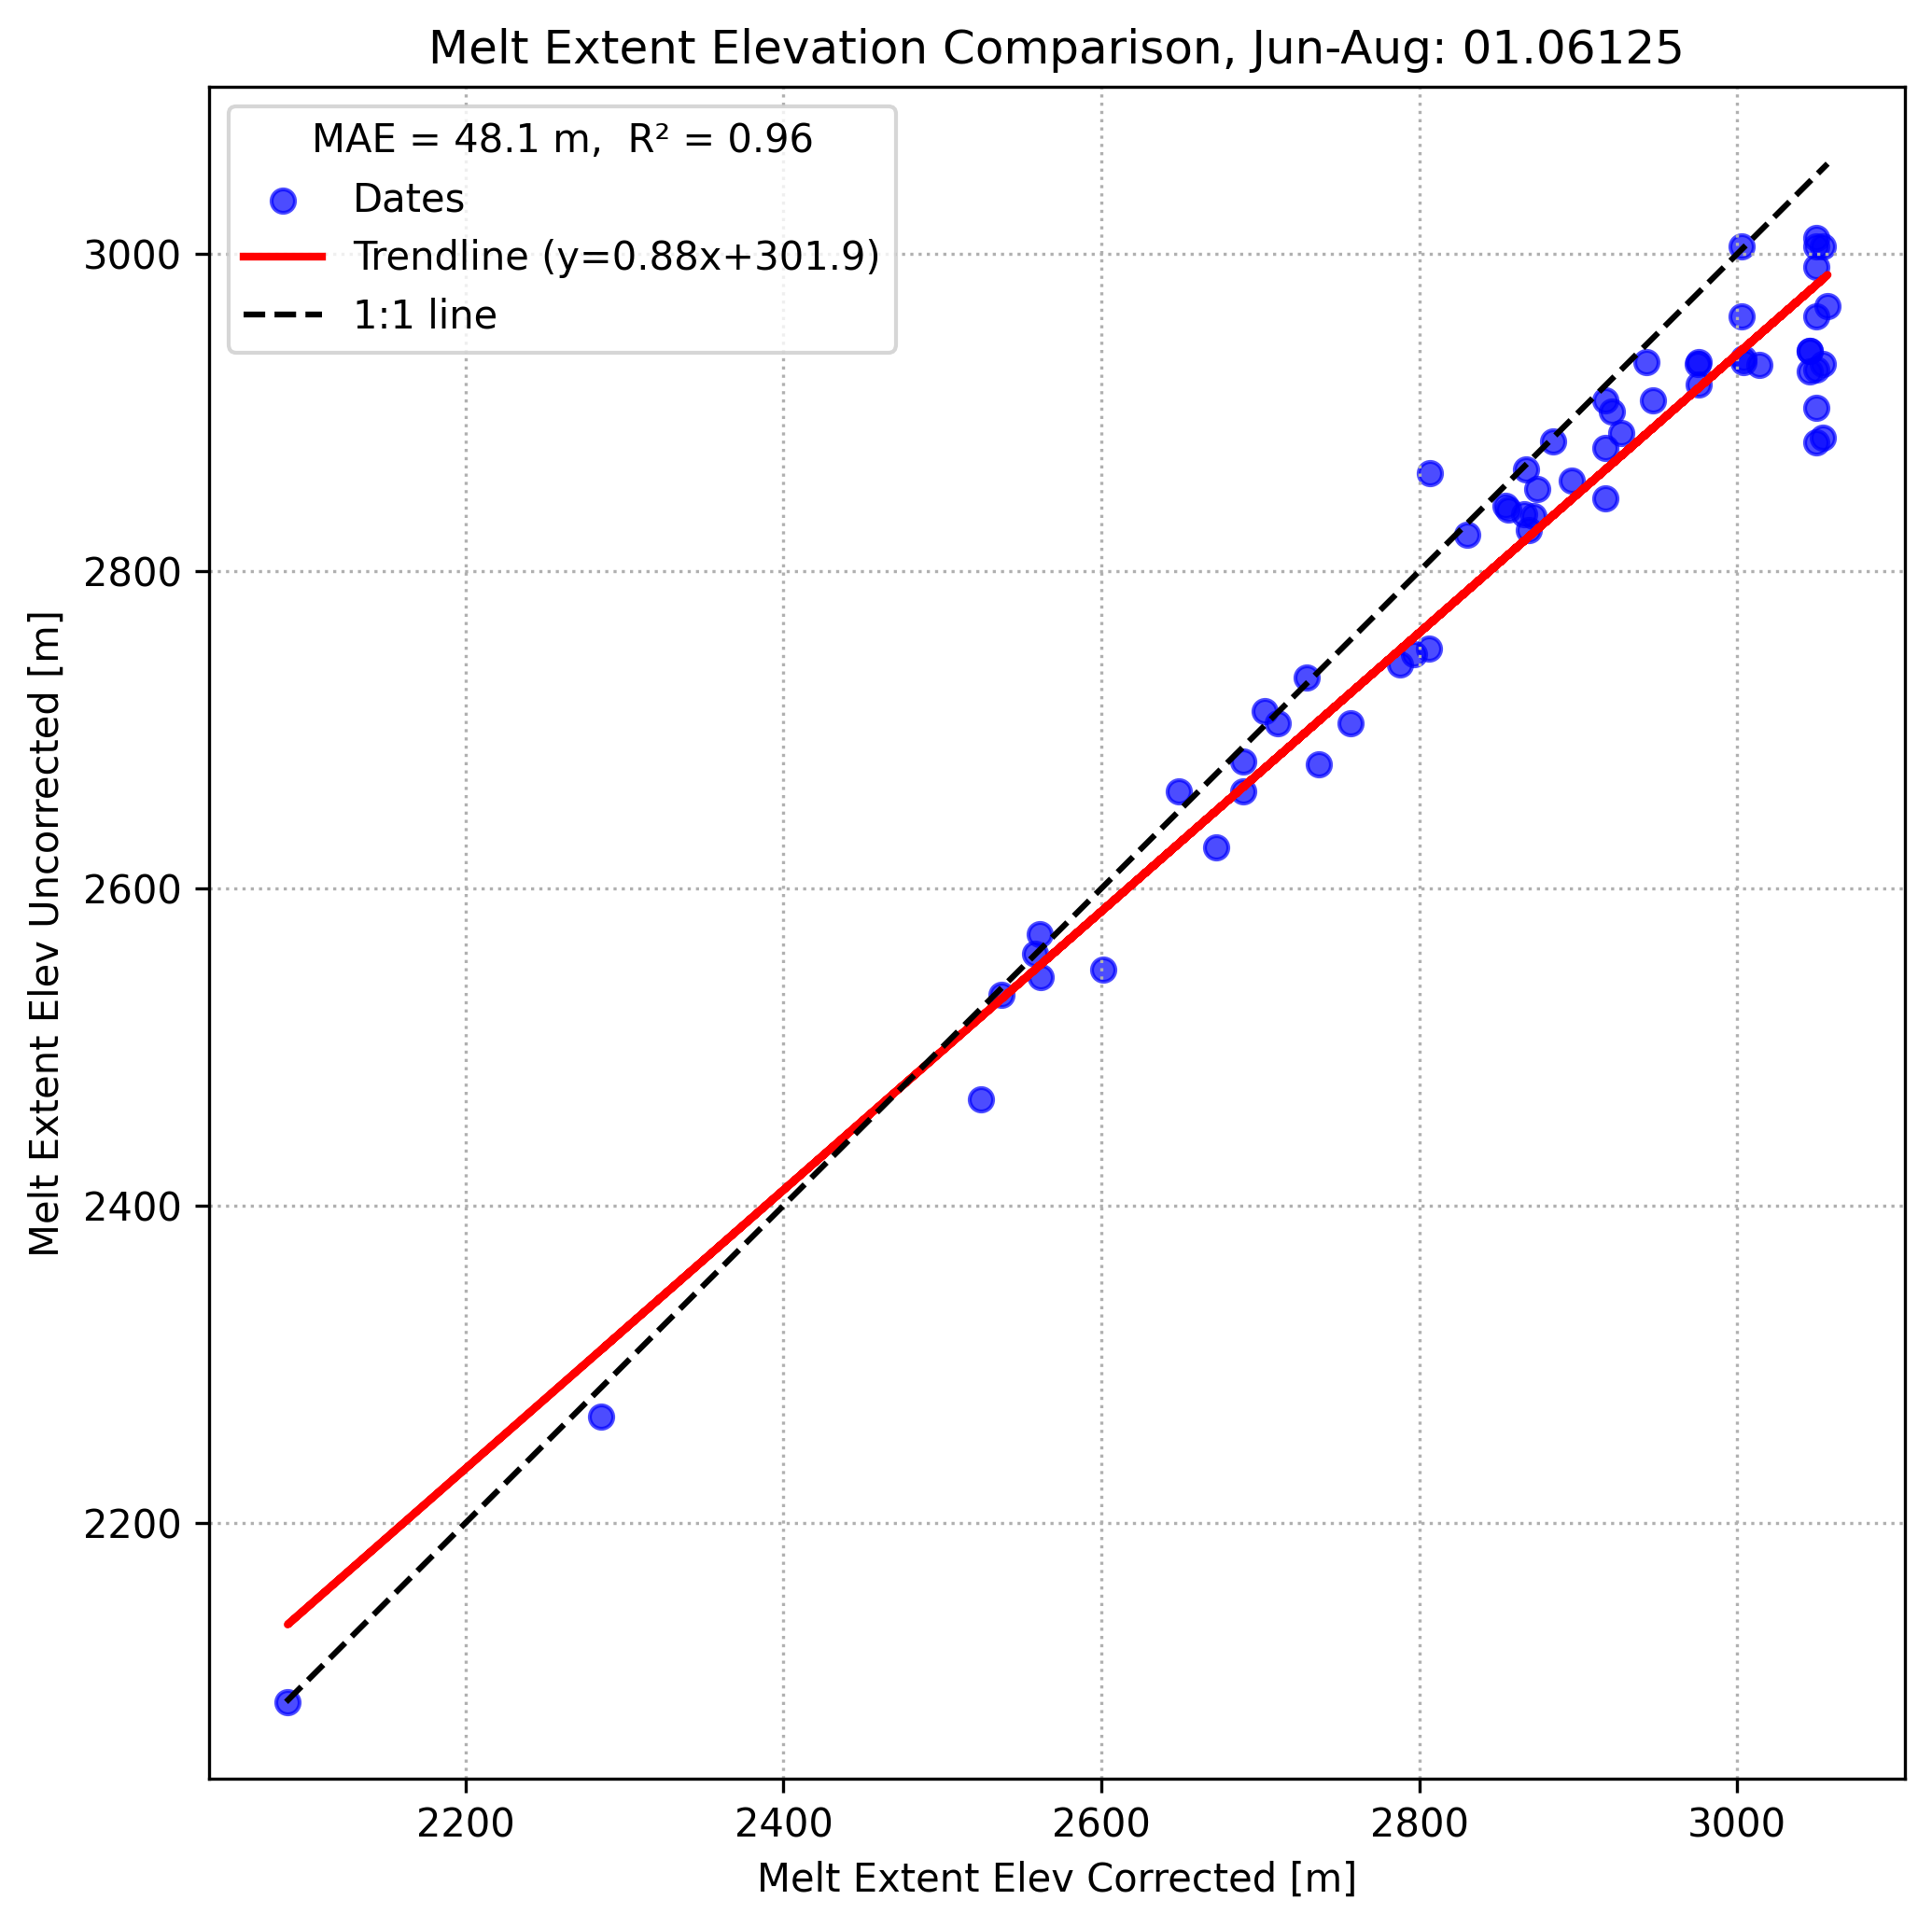 Melt Extent Elevation Comparison, Jun-Aug: 01.06125
MAE = 48.1 m,  R² = 0.96
Dates
Trendline (y=0.88x+301.9)
1:1 line
3000
2800
2600
2400
2200
Melt Extent Elev Uncorrected [m]
2200 2400 2600 2800 3000
Melt Extent Elev Corrected [m]